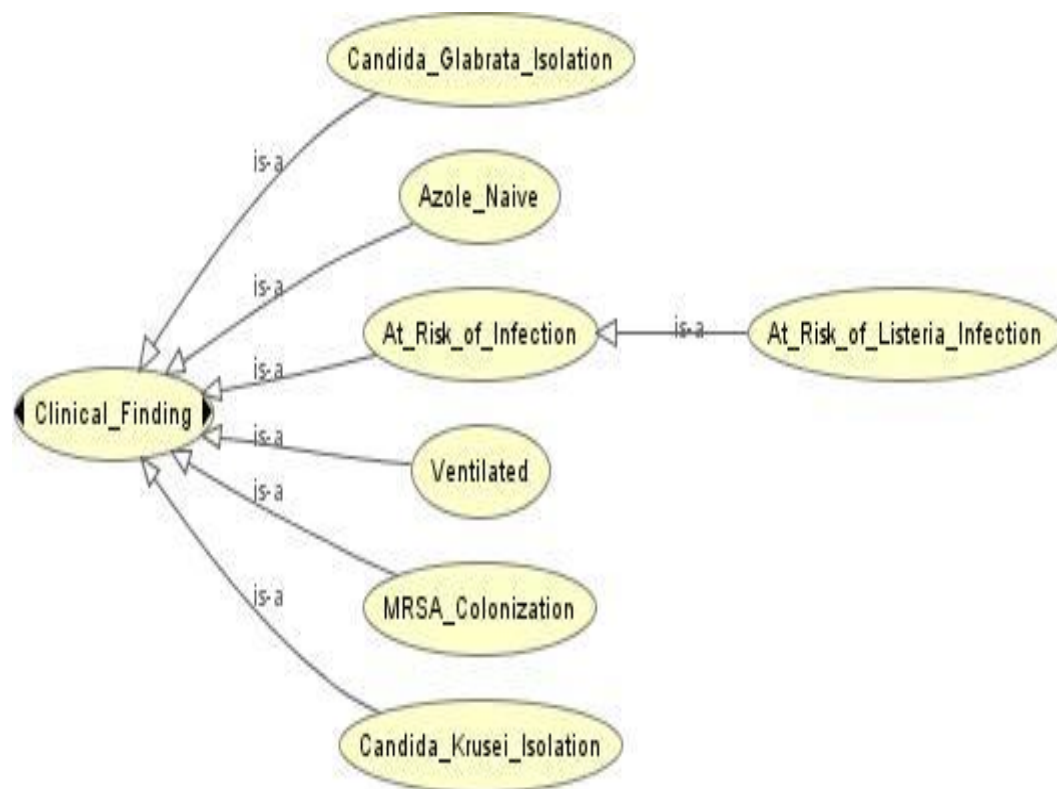 Candida_Glabrata_Isolation
is-a
Azole_Naive
is-a
At_Risk_of_Infection
is-a
At_Risk_of_Listeria_Infection
is-a
Clinical_Finding
is-a
Ventilated
is-a
MRSA_Colonization
is-a
Candida_Krusei_Isolation